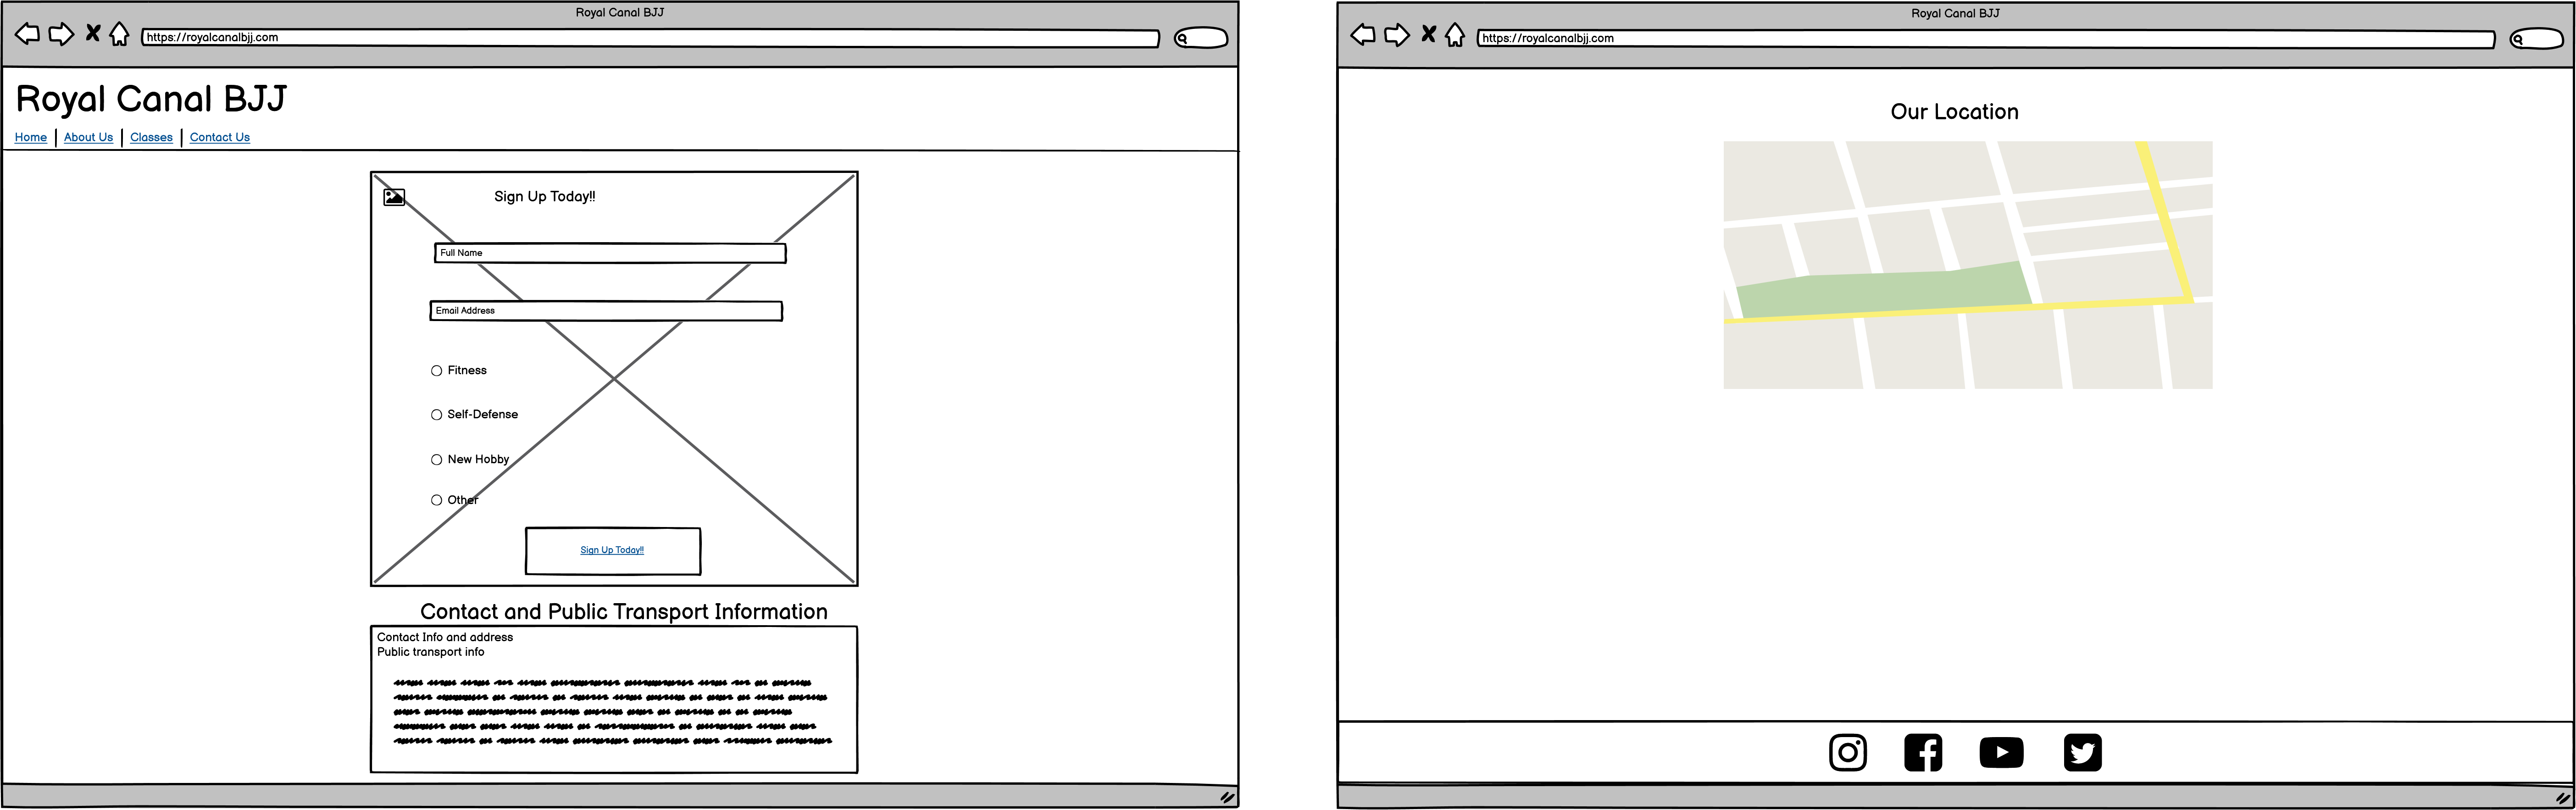 Royal Canal BJJ
https://royalcanalbjj.com
Royal Canal BJJ
Home | About Us | Classes | Contact Us
Sign Up Today!!
Full Name
Email Address
Fitness
Self-Defense
New Hobby
Other
Sign Up Today!!
Contact and Public Transport Information
Contact Info and address
Public transport info
Royal Canal BJJ
https://royalcanalbjj.com
Our Location